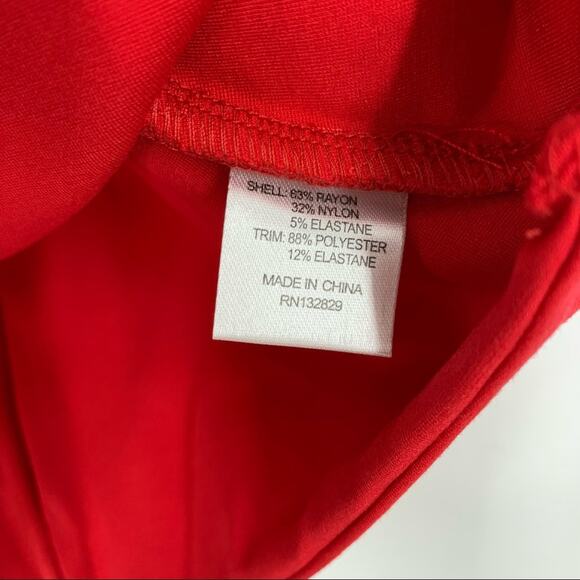 SHELL: 63% RAYON
32% NYLON
5% ELASTANE
TRIM: 88% POLYESTER
12% ELASTANE
MADE IN CHINA
RN132829